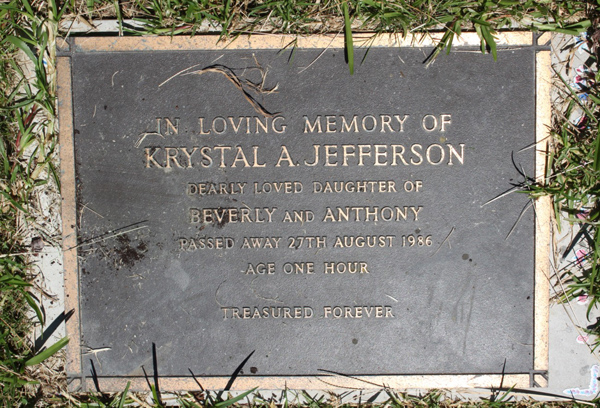 IN LOVING MEMORY OF
KRYSTAL A. JEFFERSON
DEARLY LOVED DAUGHTER OF
BEVERLY AND ANTHONY
PASSED AWAY 27TH AUGUST 1986
AGE ONE HOUR
TREASURED FOREVER